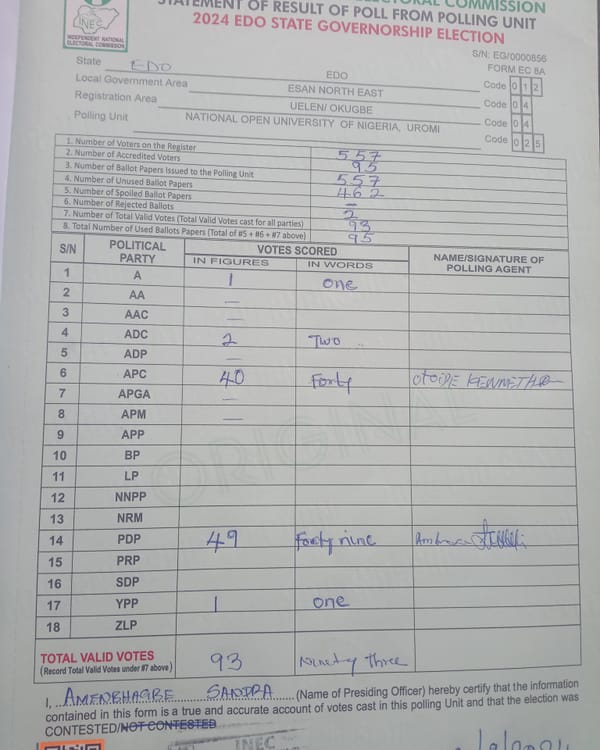 COMMISSION
STATEMENT OF RESULT OF POLL FROM POLLING UNIT
2024 EDO STATE GOVERNORSHIP ELECTION
INEC
INDEPENDENT NATIONAL
ELECTORAL COMMISSION
S/N: EG/0000856
FORM EC 8A
State EDO EDO Code 0 1 2
Local Government Area ESAN NORTH EAST Code 0 4
Registration Area UELEN/ OKUGBE Code 0 4
Polling Unit NATIONAL OPEN UNIVERSITY OF NIGERIA, UROMI Code 0 2 5
1. Number of Voters on the Register 557
2. Number of Accredited Voters 95
3. Number of Ballot Papers Issued to the Polling Unit 557
4. Number of Unused Ballot Papers 462
5. Number of Spoiled Ballot Papers –
6. Number of Rejected Ballots 2
7. Number of Total Valid Votes (Total Valid Votes cast for all parties) 93
8. Total Number of Used Ballots Papers (Total of #5 + #6 + #7 above) 95
S/N POLITICAL PARTY VOTES SCORED NAME/SIGNATURE OF POLLING AGENT
IN FIGURES IN WORDS
1 A 1 one
2 AA –
3 AAC –
4 ADC 2 Two
5 ADP –
6 APC 40 Forty OTOIDE KENNETH
7 APGA –
8 APM –
9 APP
10 BP
11 LP
12 NNPP
13 NRM
14 PDP 49 Forty nine
15 PRP
16 SDP
17 YPP 1 one
18 ZLP
ORIGINAL
TOTAL VALID VOTES 93 Ninety Three
(Record Total Valid Votes under #7 above)
I, AMENBHAGBE SANDRA (Name of Presiding Officer) hereby certify that the information
contained in this form is a true and accurate account of votes cast in this polling Unit and that the election was
CONTESTED/NOT CONTESTED
INEC